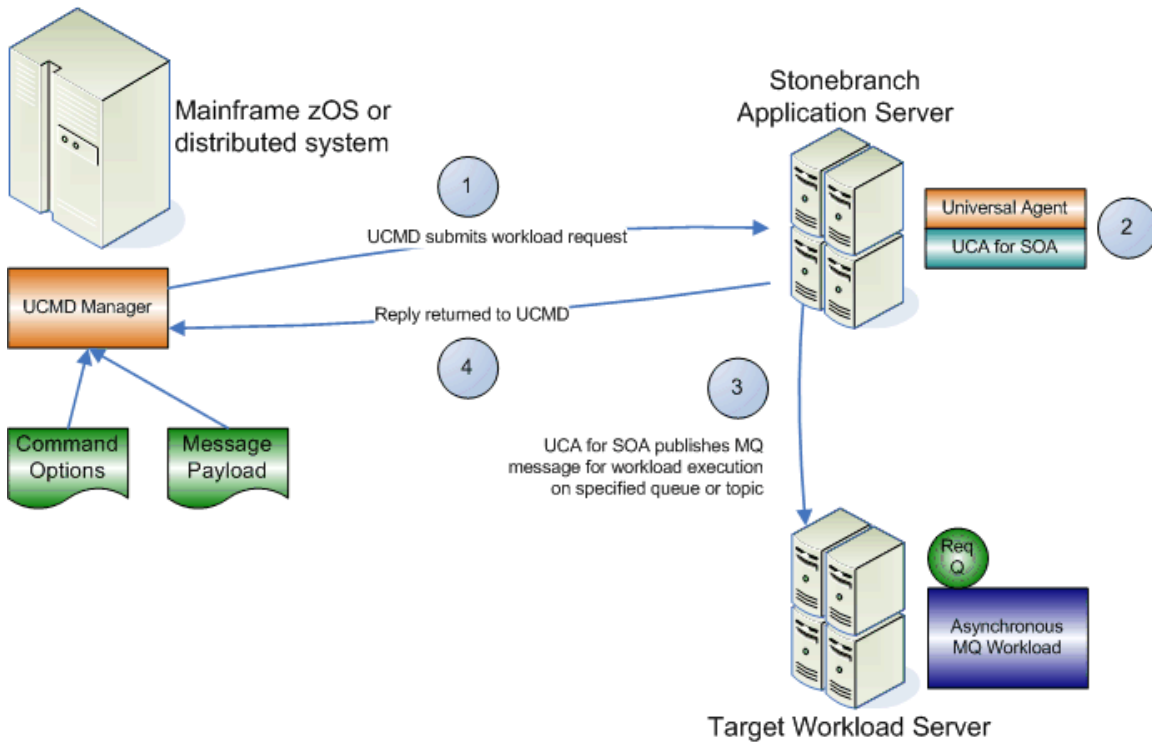 Mainframe zOS or
distributed system
Stonebranch
Application Server
1
UCMD submits workload request
Universal Agent
UCA for SOA
2
UCMD Manager
Reply returned to UCMD
4
3
Command
Options
Message
Payload
UCA for SOA publishes MQ
message for workload execution
on specified queue or topic
Req
Q
Asynchronous
MQ Workload
Target Workload Server